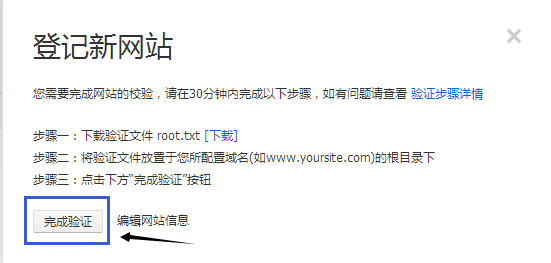 登记新网站
您需要完成网站的校验，请在30分钟内完成以下步骤，如有问题请查看 验证步骤详情
步骤一：下载验证文件 root.txt [下载]
步骤二：将验证文件放置于您所配置域名(如www.yoursite.com)的根目录下
步骤三：点击下方“完成验证”按钮
完成验证 编辑网站信息